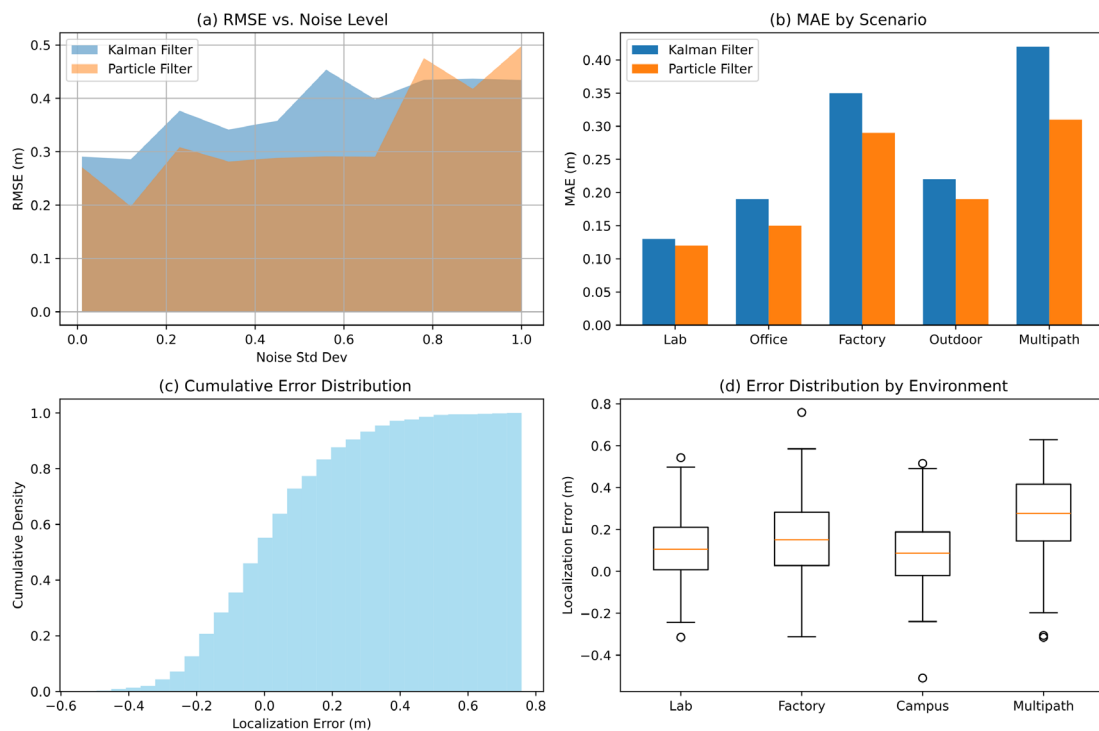 (a) RMSE vs. Noise Level
Kalman Filter
Particle Filter
0.5
0.4
0.3
0.2
0.1
0.0
RMSE (m)
0.0 0.2 0.4 0.6 0.8 1.0
Noise Std Dev
(b) MAE by Scenario
Kalman Filter
Particle Filter
0.40
0.35
0.30
0.25
0.20
0.15
0.10
0.05
0.00
MAE (m)
Lab Office Factory Outdoor Multipath
(c) Cumulative Error Distribution
1.0
0.8
0.6
0.4
0.2
0.0
Cumulative Density
−0.6 −0.4 −0.2 0.0 0.2 0.4 0.6 0.8
Localization Error (m)
(d) Error Distribution by Environment
0.8
0.6
0.4
0.2
0.0
−0.2
−0.4
Localization Error (m)
Lab Factory Campus Multipath